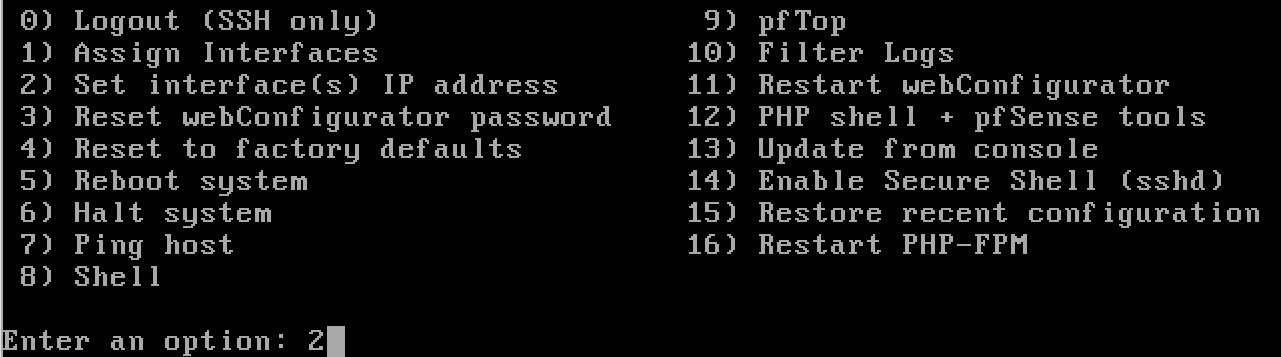 0) Logout (SSH only)                  9) pfTop
1) Assign Interfaces                 10) Filter Logs
2) Set interface(s) IP address       11) Restart webConfigurator
3) Reset webConfigurator password    12) PHP shell + pfSense tools
4) Reset to factory defaults         13) Update from console
5) Reboot system                     14) Enable Secure Shell (sshd)
6) Halt system                       15) Restore recent configuration
7) Ping host                         16) Restart PHP-FPM
8) Shell
Enter an option: 2